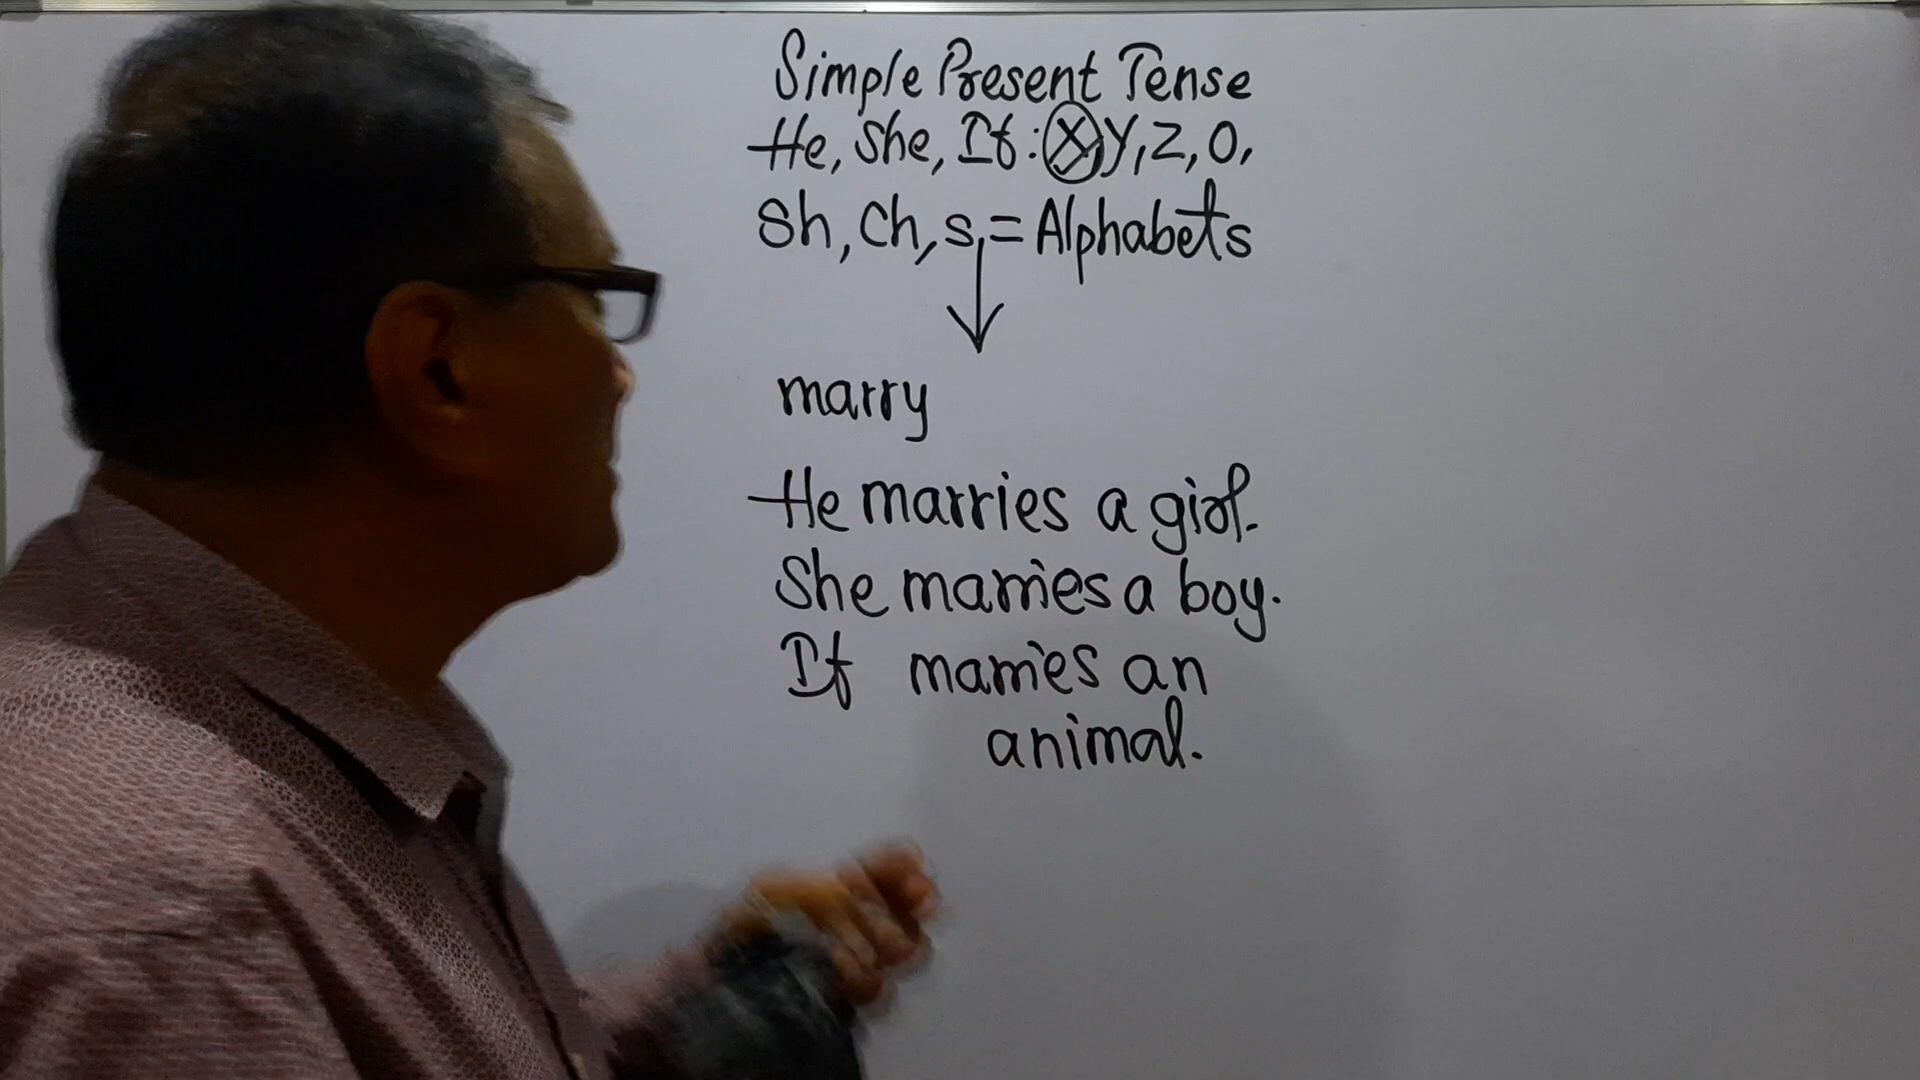 Simple Present Tense
He, She, It : X, Y, Z, O,
Sh, Ch, s, = Alphabets
marry
He marries a girl.
She marries a boy.
It marries an
animal.